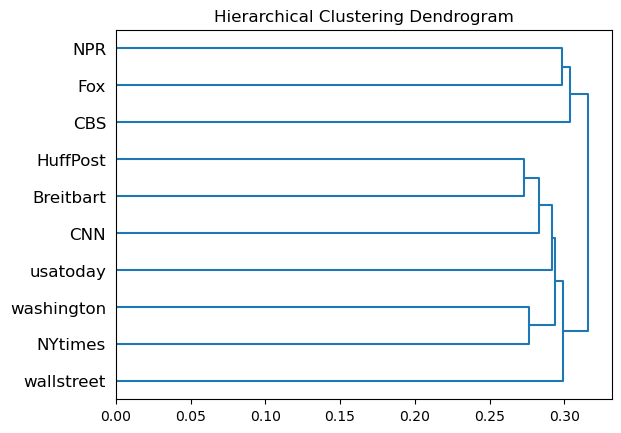 Hierarchical Clustering Dendrogram
NPR
Fox
CBS
HuffPost
Breitbart
CNN
usatoday
washington
NYtimes
wallstreet
0.00 0.05 0.10 0.15 0.20 0.25 0.30